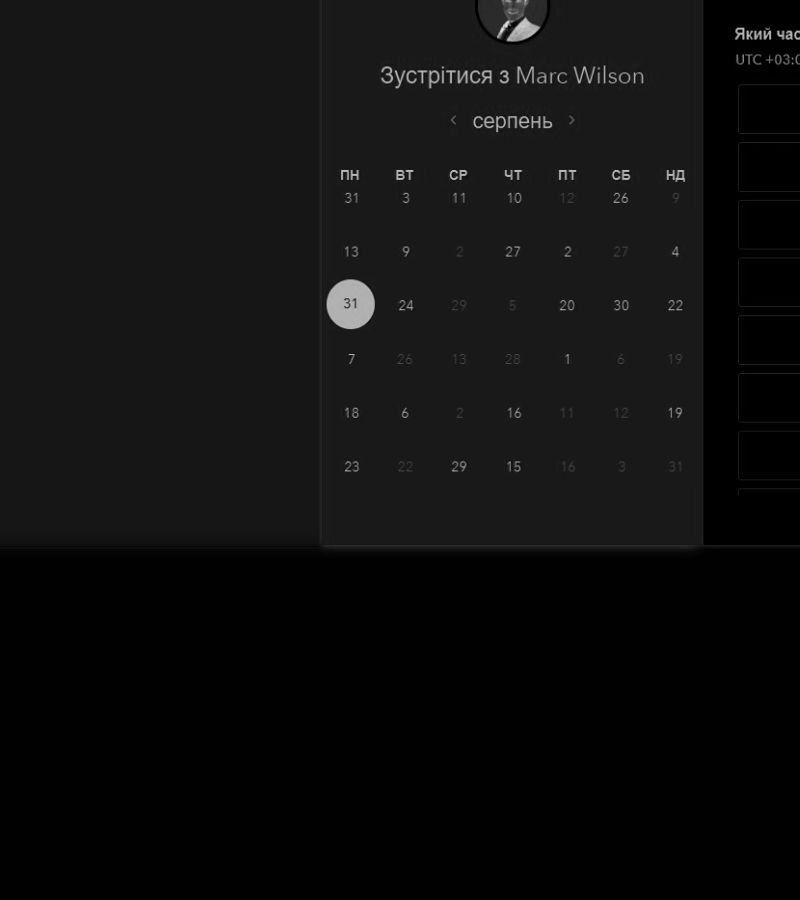 Зустрітися з Marc Wilson
серпень
ПН ВТ СР ЧТ ПТ СБ НД
31 3 11 10 12 26 9
13 9 2 27 2 27 4
31 24 29 5 20 30 22
7 26 13 28 1 6 19
18 6 2 16 11 12 19
23 22 29 15 16 3 31
Який час
UTC +03:0